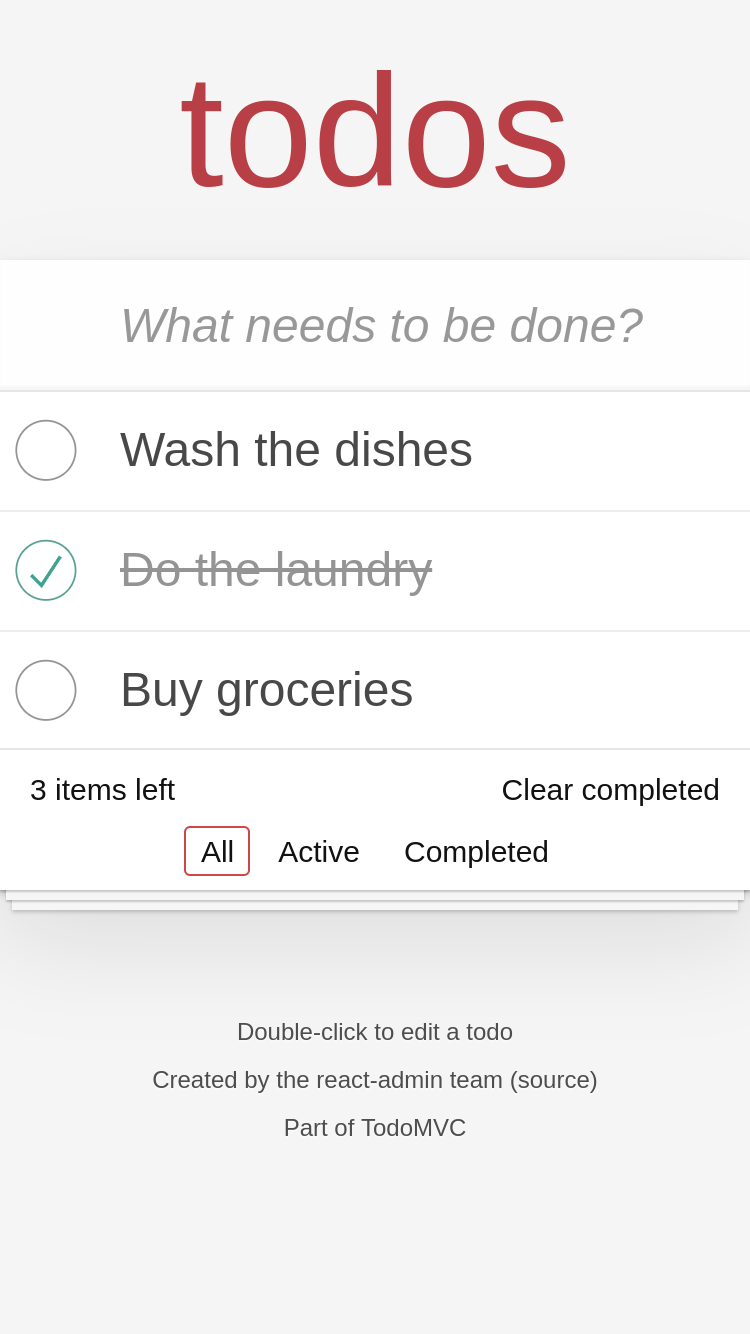 todos
What needs to be done?
Wash the dishes
Do the laundry
Buy groceries
3 items left Clear completed
All Active Completed
Double-click to edit a todo
Created by the react-admin team (source)
Part of TodoMVC